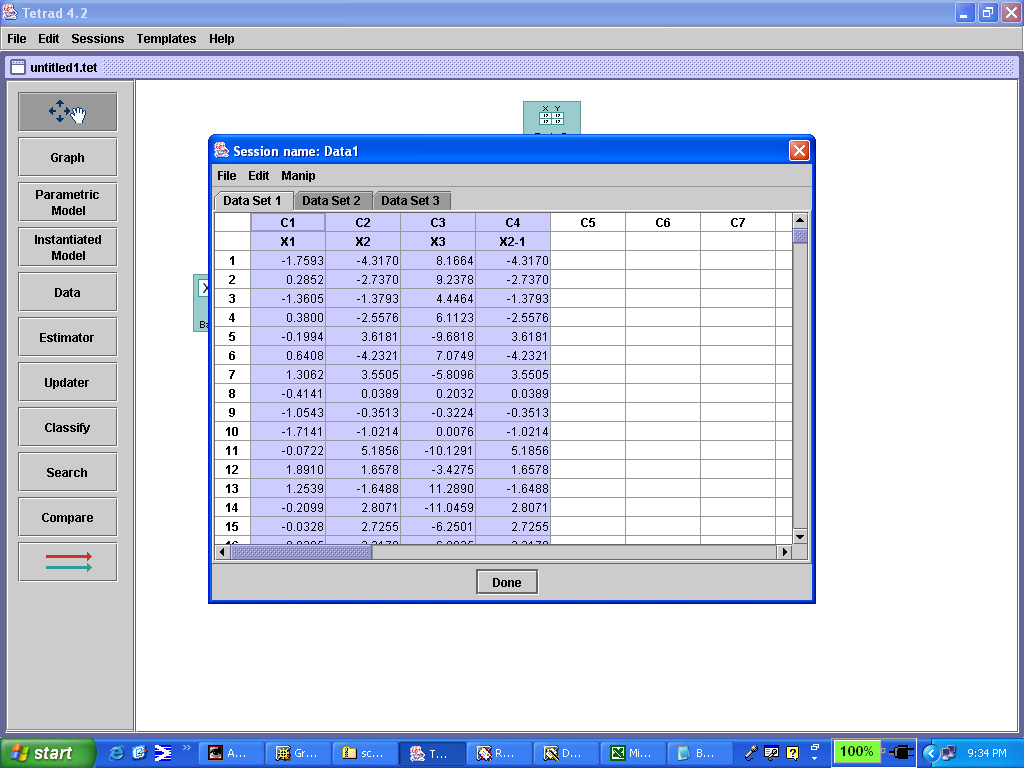 Tetrad 4.2
File Edit Sessions Templates Help
untitled1.tet
Graph
Parametric
Model
Instantiated
Model
Data
Estimator
Updater
Classify
Search
Compare
X Y
Session name: Data1
File Edit Manip
Data Set 1 Data Set 2 Data Set 3
C1 C2 C3 C4 C5 C6 C7
X1 X2 X3 X2-1
1 -1.7593 -4.3170 8.1664 -4.3170
2 0.2852 -2.7370 9.2378 -2.7370
3 -1.3605 -1.3793 4.4464 -1.3793
4 0.3800 -2.5576 6.1123 -2.5576
5 -0.1994 3.6181 -9.6818 3.6181
6 0.6408 -4.2321 7.0749 -4.2321
7 1.3062 3.5505 -5.8096 3.5505
8 -0.4141 0.0389 0.2032 0.0389
9 -1.0543 -0.3513 -0.3224 -0.3513
10 -1.7141 -1.0214 0.0076 -1.0214
11 -0.0722 5.1856 -10.1291 5.1856
12 1.8910 1.6578 -3.4275 1.6578
13 1.2539 -1.6488 11.2890 -1.6488
14 -0.2099 2.8071 -11.0459 2.8071
15 -0.0328 2.7255 -6.2501 2.7255
Done
start A... Gr... sc... T... R... D... Mi... B... 100% 9:34 PM